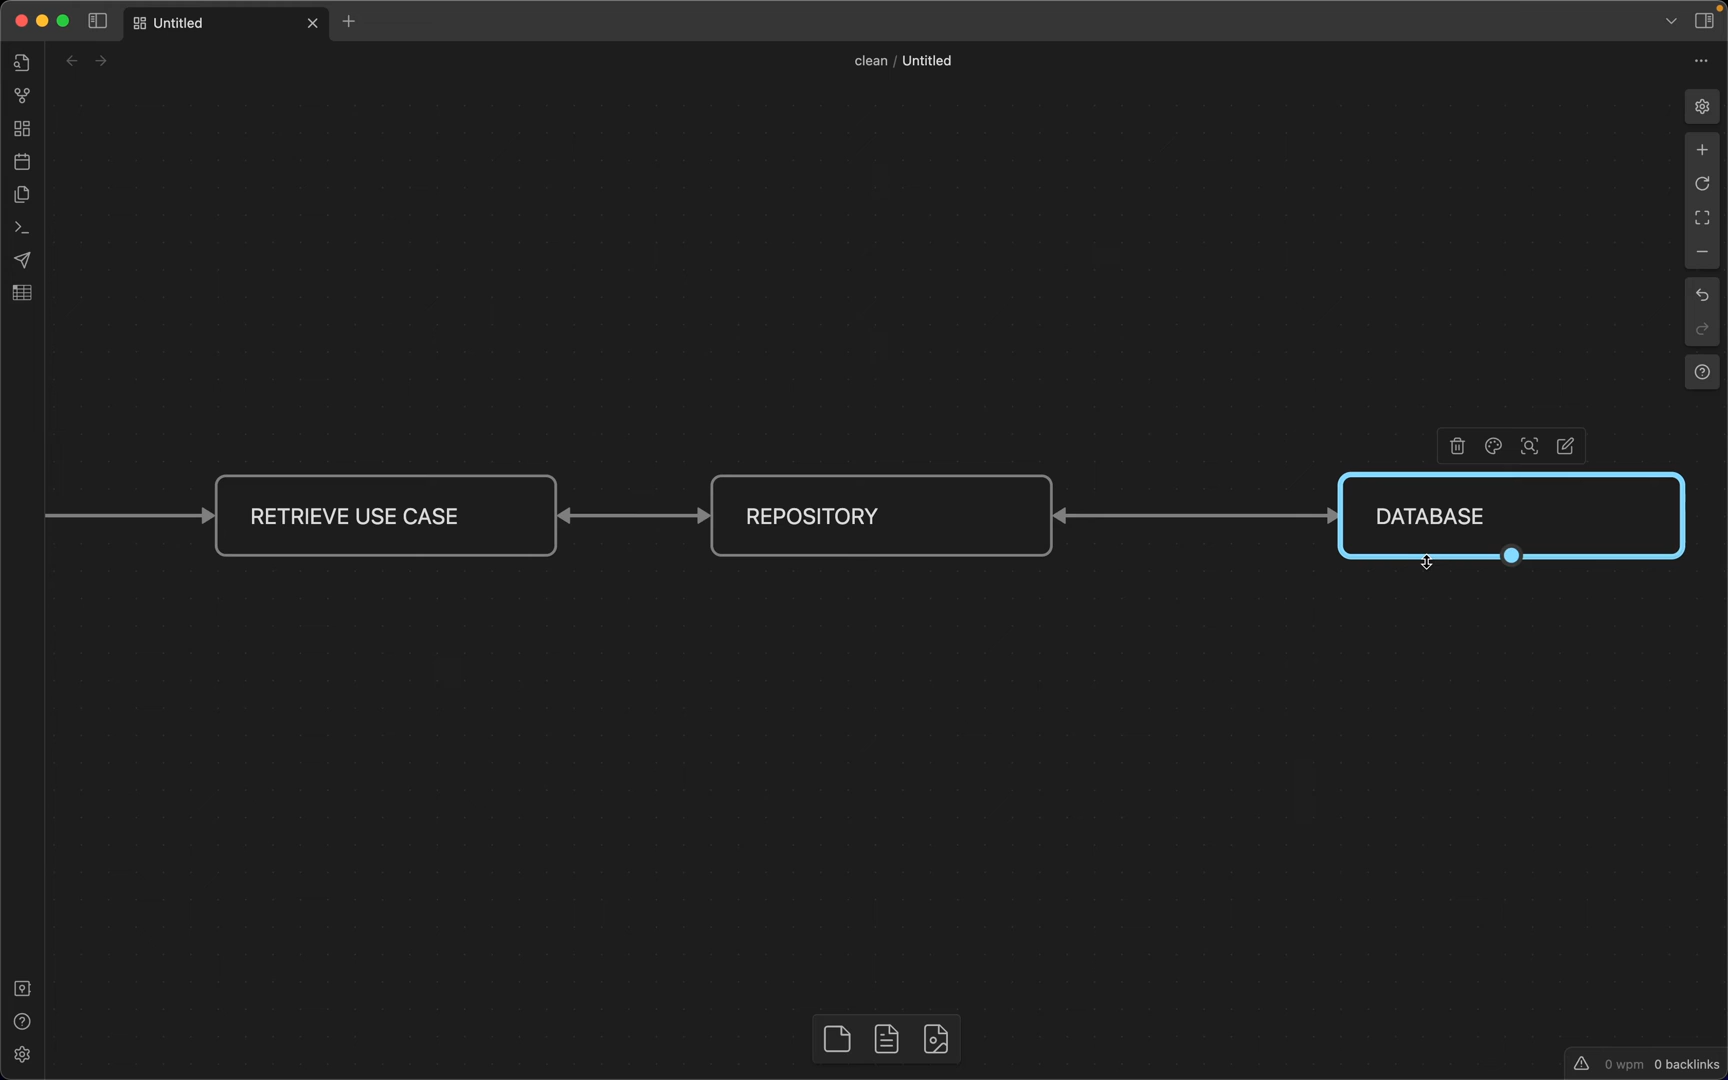 Untitled
clean / Untitled
RETRIEVE USE CASE
REPOSITORY
DATABASE
0 wpm 0 backlinks